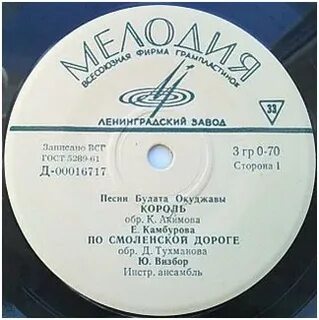 МЕЛОДИЯ
ВСЕСОЮЗНАЯ ФИРМА ГРАМПЛАСТИНОК
ЛЕНИНГРАДСКИЙ ЗАВОД
33
Записано ВСГ
ГОСТ 5289-61
Д-00016717
3 гр 0-70
Сторона 1
Песни Булата Окуджавы
КОРОЛЬ
обр. К. Акимова
Е. Камбурова
ПО СМОЛЕНСКОЙ ДОРОГЕ
обр. Д. Тухманова
Ю. Визбор
Инстр. ансамбль